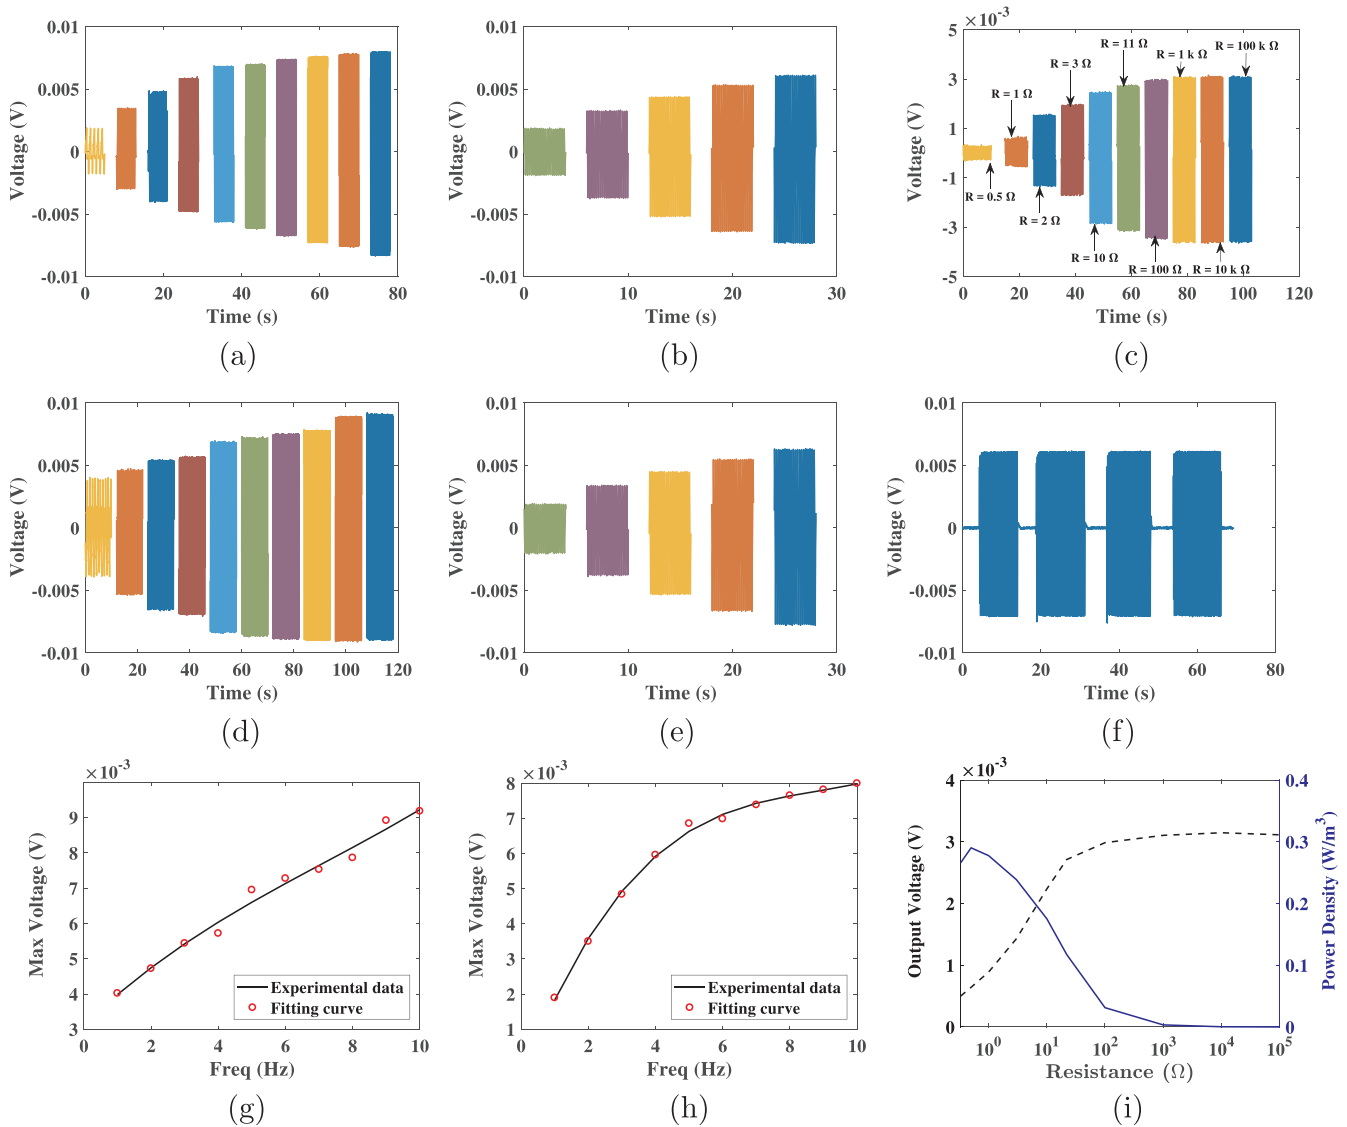 0.01
0.005
0
-0.005
-0.01
0 20 40 60 80
Voltage (V)
Time (s)
(a)
0.01
0.005
0
-0.005
-0.01
0 10 20 30
Voltage (V)
Time (s)
(b)
×10⁻³
5
3
1
-1
-3
-5
0 20 40 60 80 100 120
Voltage (V)
Time (s)
R = 0.5 Ω
R = 1 Ω
R = 2 Ω
R = 3 Ω
R = 10 Ω
R = 11 Ω
R = 100 Ω
R = 1 k Ω
R = 10 k Ω
R = 100 k Ω
(c)
0.01
0.005
0
-0.005
-0.01
0 20 40 60 80 100 120
Voltage (V)
Time (s)
(d)
0.01
0.005
0
-0.005
-0.01
0 10 20 30
Voltage (V)
Time (s)
(e)
0.01
0.005
0
-0.005
-0.01
0 20 40 60 80
Voltage (V)
Time (s)
(f)
×10⁻³
9
8
7
6
5
4
3
0 2 4 6 8 10
Max Voltage (V)
Freq (Hz)
Experimental data
Fitting curve
(g)
×10⁻³
8
7
6
5
4
3
2
1
0 2 4 6 8 10
Max Voltage (V)
Freq (Hz)
Experimental data
Fitting curve
(h)
×10⁻³
4
3
2
1
0
0.4
0.3
0.2
0.1
0
10⁰ 10¹ 10² 10³ 10⁴ 10⁵
Output Voltage (V)
Power Density (W/m³)
Resistance (Ω)
(i)